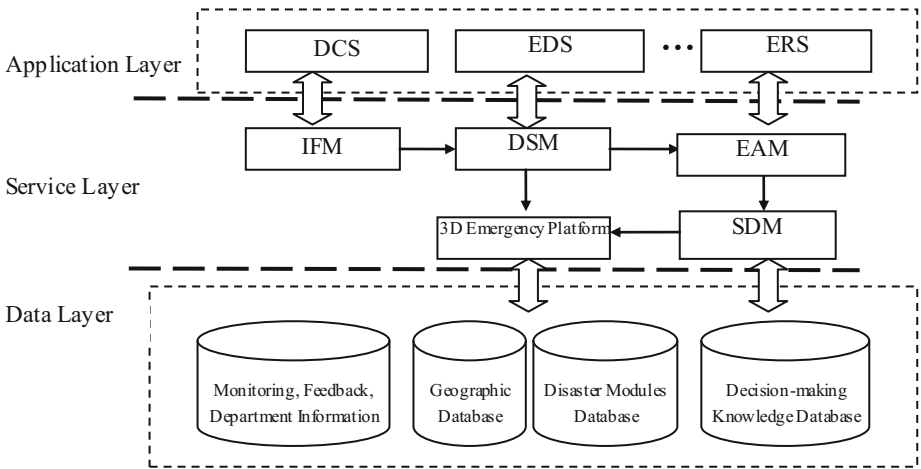 DCS
EDS
...
ERS
Application Layer
IFM
DSM
EAM
Service Layer
3D Emergency Platform
SDM
Data Layer
Monitoring, Feedback,
Department Information
Geographic
Database
Disaster Modules
Database
Decision-making
Knowledge Database